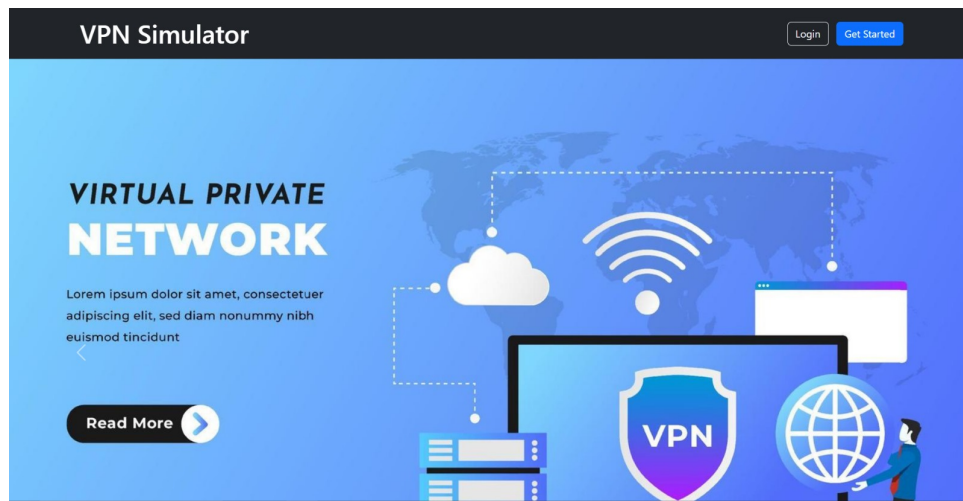 VPN Simulator
Login
Get Started
VIRTUAL PRIVATE
NETWORK
Lorem ipsum dolor sit amet, consectetuer
adipiscing elit, sed diam nonummy nibh
euismod tincidunt
Read More
VPN